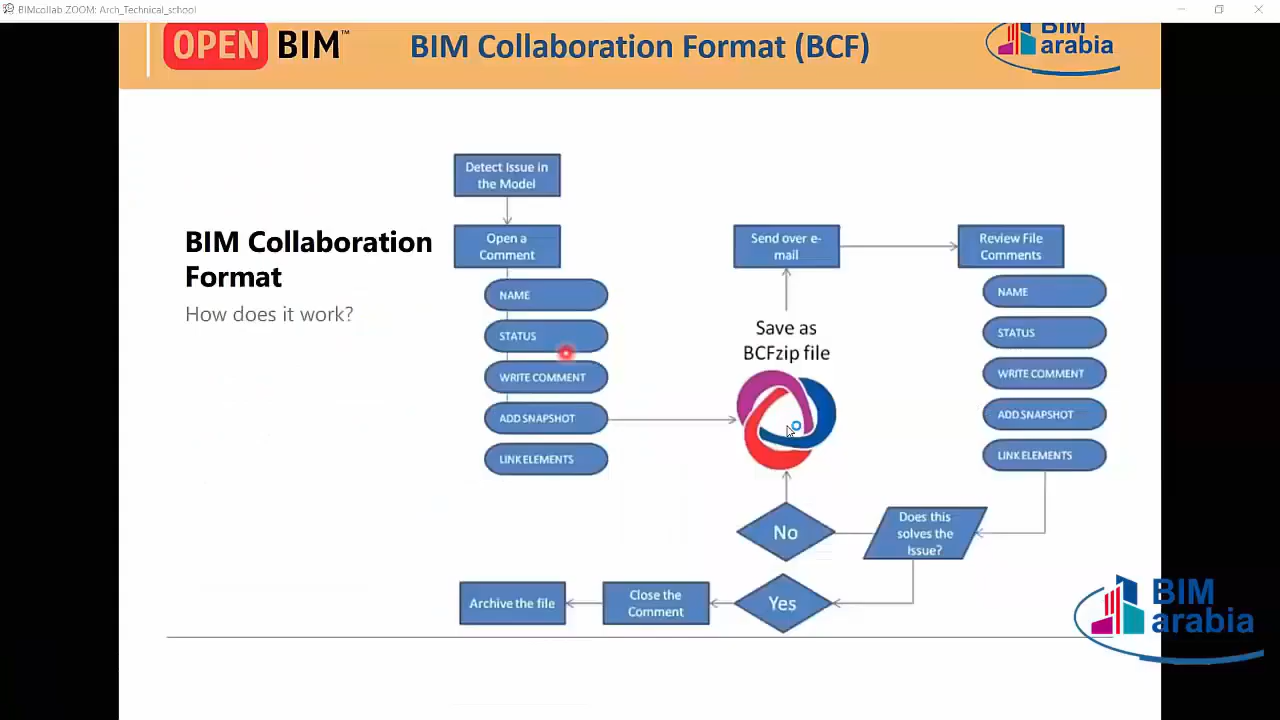 BIMcollab ZOOM: Arch_Technical_school
OPEN BIM™
BIM Collaboration Format (BCF)
BIM
arabia
BIM Collaboration
Format
How does it work?
Detect Issue in
the Model
Open a
Comment
NAME
STATUS
WRITE COMMENT
ADD SNAPSHOT
LINK ELEMENTS
Send over e-
mail
Save as
BCFzip file
Review File
Comments
NAME
STATUS
WRITE COMMENT
ADD SNAPSHOT
LINK ELEMENTS
Does this
solves the
Issue?
No
Yes
Close the
Comment
Archive the file
BIM
arabia